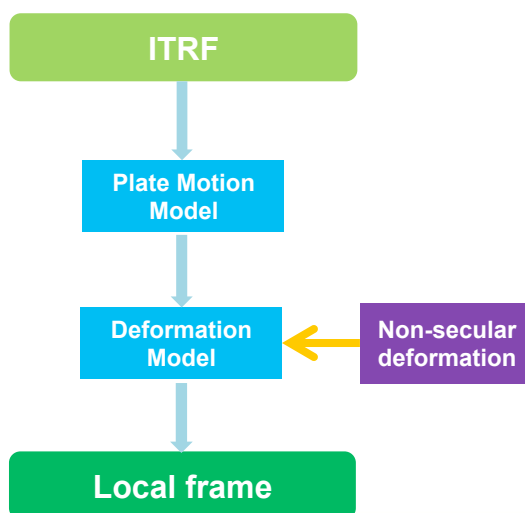 ITRF
Plate Motion
Model
Deformation
Model
Non-secular
deformation
Local frame